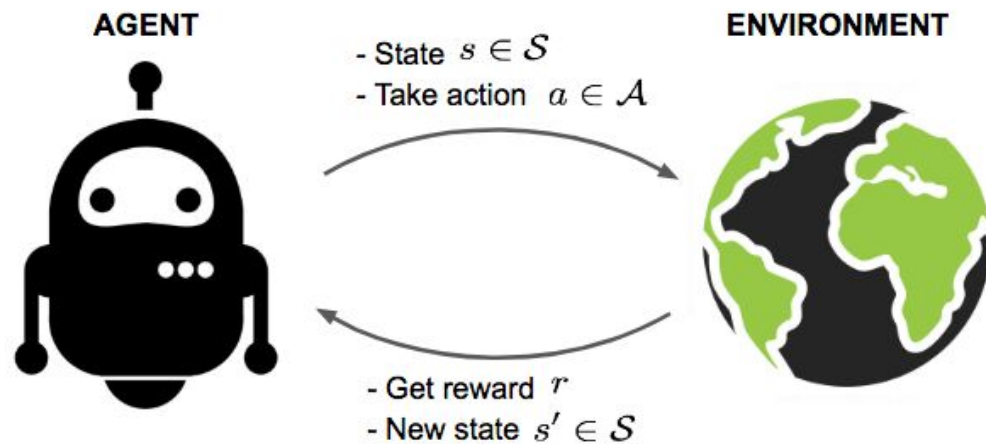 AGENT
ENVIRONMENT
- State s ∈ 𝒮
- Take action a ∈ 𝒜
- Get reward r
- New state s′ ∈ 𝒮